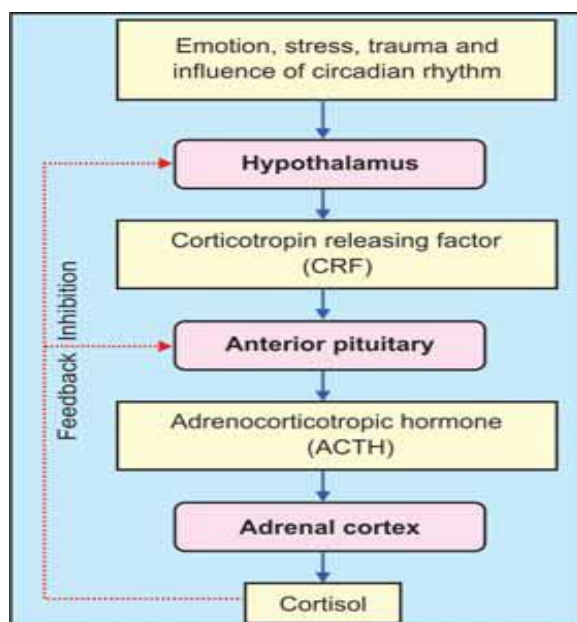 Emotion, stress, trauma and
influence of circadian rhythm
Hypothalamus
Corticotropin releasing factor
(CRF)
Anterior pituitary
Adrenocorticotropic hormone
(ACTH)
Adrenal cortex
Cortisol
Feedback Inhibition